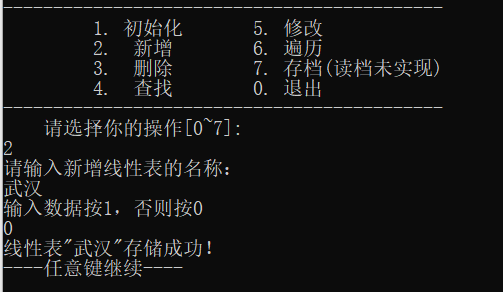 --------------------------------------------
1. 初始化 5. 修改
2. 新增 6. 遍历
3. 删除 7. 存档(读档未实现)
4. 查找 0. 退出
--------------------------------------------
请选择你的操作[0~7]:
2
请输入新增线性表的名称:
武汉
输入数据按1，否则按0
0
线性表"武汉"存储成功！
----任意键继续----